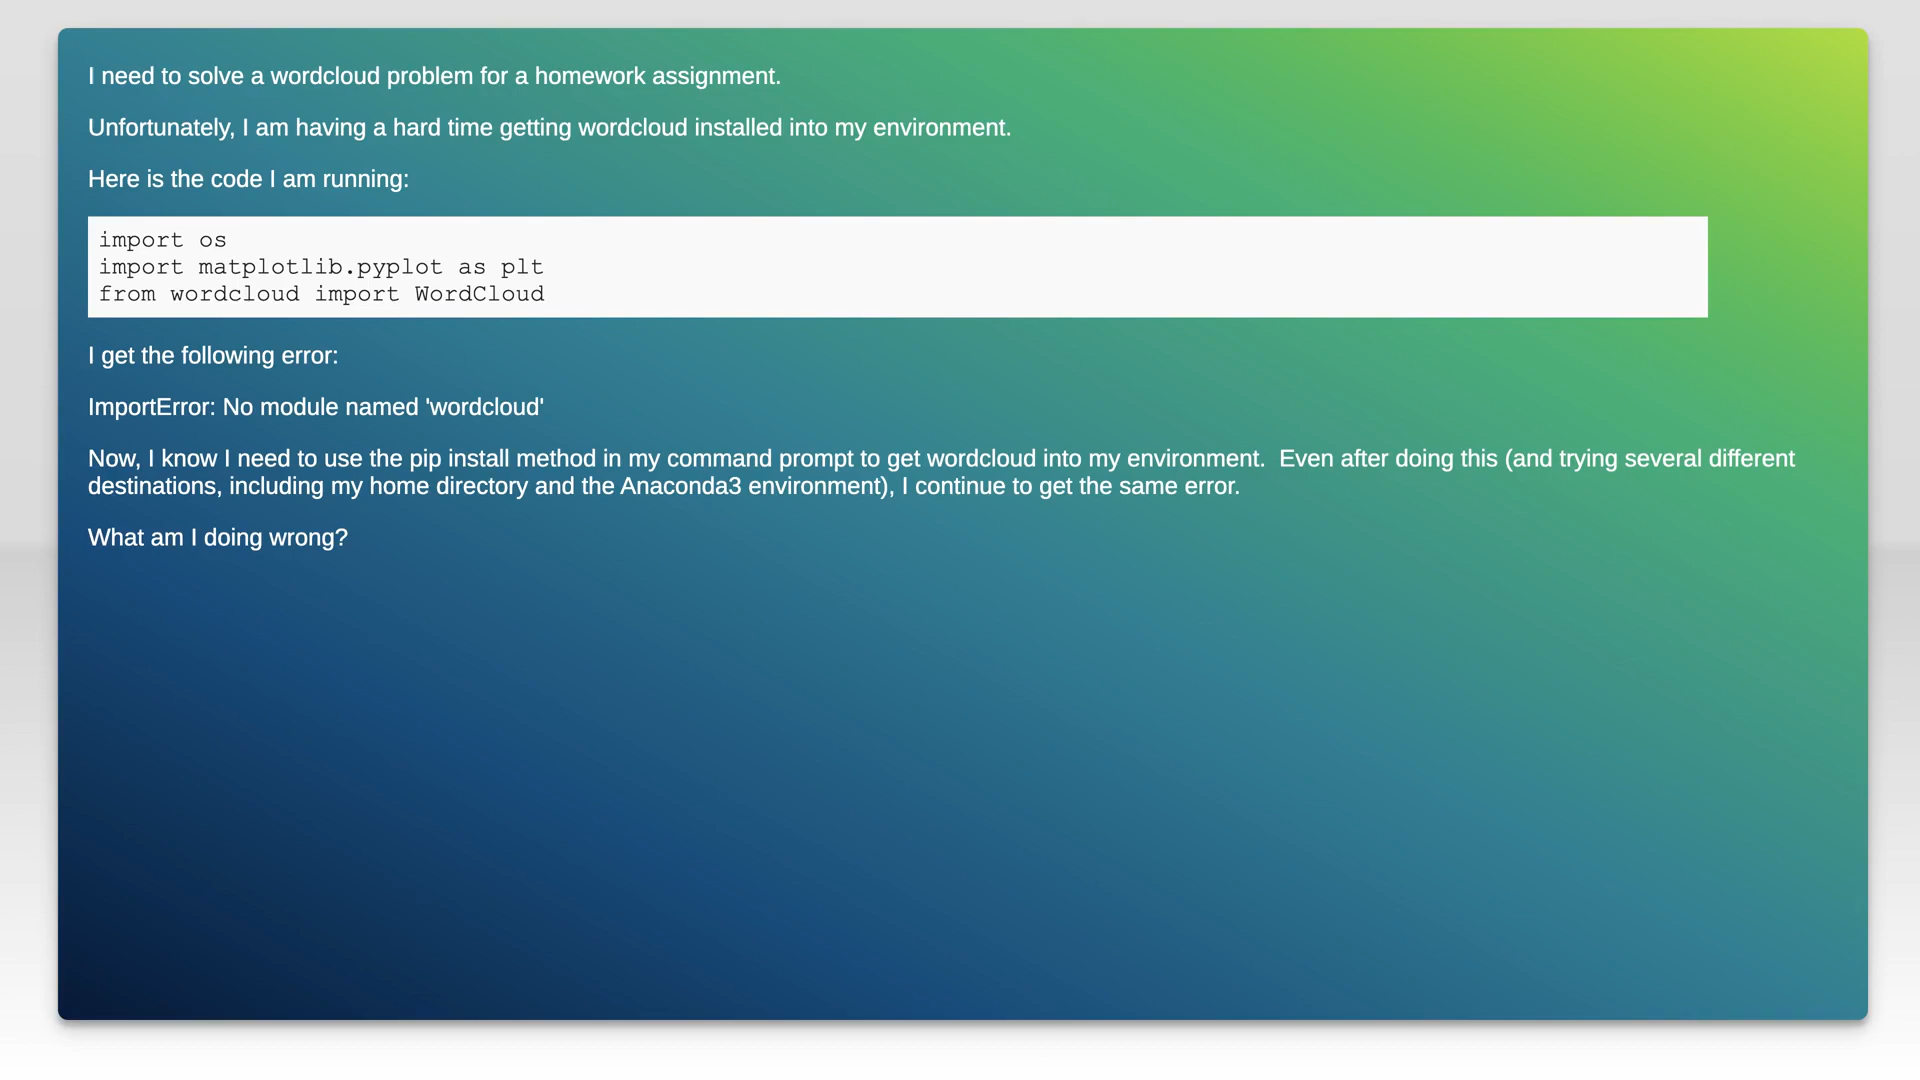 I need to solve a wordcloud problem for a homework assignment.
Unfortunately, I am having a hard time getting wordcloud installed into my environment.
Here is the code I am running:
import os
import matplotlib.pyplot as plt
from wordcloud import WordCloud
I get the following error:
ImportError: No module named 'wordcloud'
Now, I know I need to use the pip install method in my command prompt to get wordcloud into my environment.  Even after doing this (and trying several different
destinations, including my home directory and the Anaconda3 environment), I continue to get the same error.
What am I doing wrong?